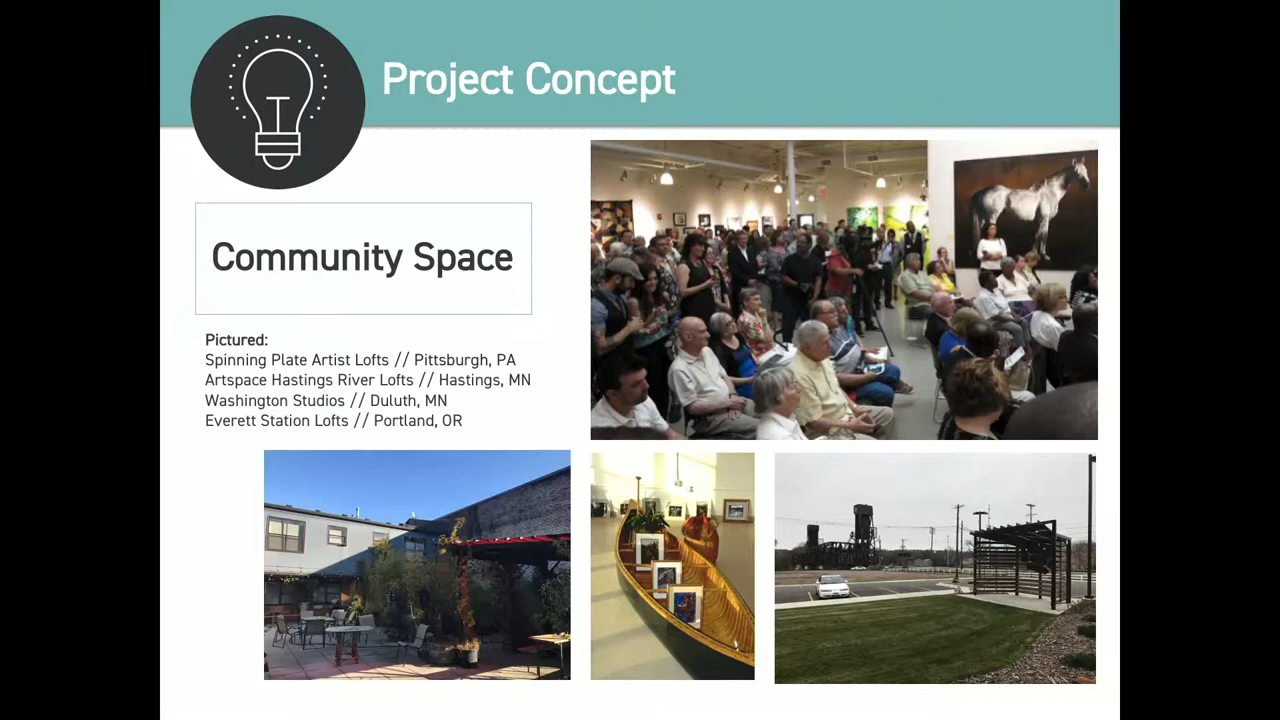 Project Concept
Community Space
Pictured:
Spinning Plate Artist Lofts // Pittsburgh, PA
Artspace Hastings River Lofts // Hastings, MN
Washington Studios // Duluth, MN
Everett Station Lofts // Portland, OR